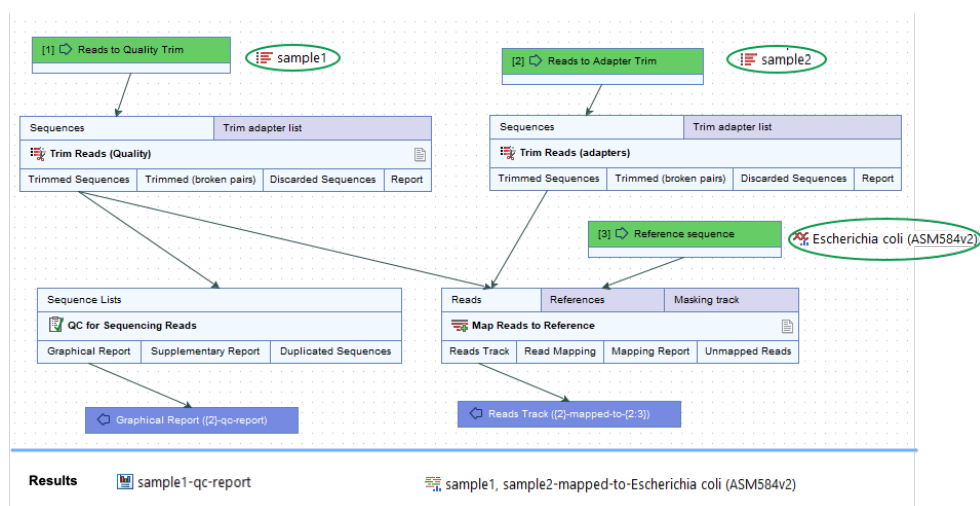 [1] Reads to Quality Trim
sample1
[2] Reads to Adapter Trim
sample2
Sequences Trim adapter list
Trim Reads (Quality)
Trimmed Sequences Trimmed (broken pairs) Discarded Sequences Report
Sequences Trim adapter list
Trim Reads (adapters)
Trimmed Sequences Trimmed (broken pairs) Discarded Sequences Report
[3] Reference sequence
Escherichia coli (ASM584v2)
Sequence Lists
QC for Sequencing Reads
Graphical Report Supplementary Report Duplicated Sequences
Reads References Masking track
Map Reads to Reference
Reads Track Read Mapping Mapping Report Unmapped Reads
Graphical Report ({2}-qc-report)
Reads Track ({2}-mapped-to-{2:3})
Results sample1-qc-report sample1, sample2-mapped-to-Escherichia coli (ASM584v2)